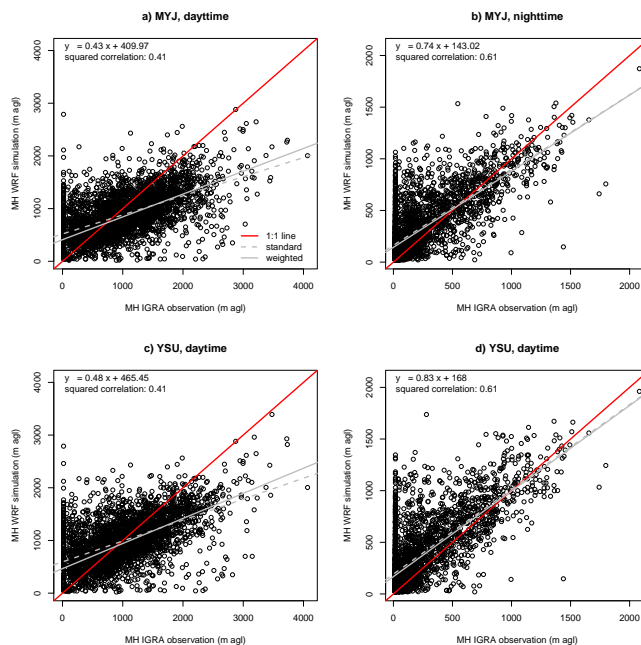 a) MYJ, dayttime
y = 0.43 x + 409.97
squared correlation: 0.41
MH WRF simulation (m agl)
0 1000 2000 3000 4000
1:1 line
standard
weighted
0 1000 2000 3000 4000
MH IGRA observation (m agl)
b) MYJ, nighttime
y = 0.74 x + 143.02
squared correlation: 0.61
MH WRF simulation (m agl)
0 500 1000 1500 2000
0 500 1000 1500 2000
MH IGRA observation (m agl)
c) YSU, daytime
y = 0.48 x + 465.45
squared correlation: 0.41
MH WRF simulation (m agl)
0 1000 2000 3000 4000
0 1000 2000 3000 4000
MH IGRA observation (m agl)
d) YSU, daytime
y = 0.83 x + 168
squared correlation: 0.61
MH WRF simulation (m agl)
0 500 1000 1500 2000
0 500 1000 1500 2000
MH IGRA observation (m agl)